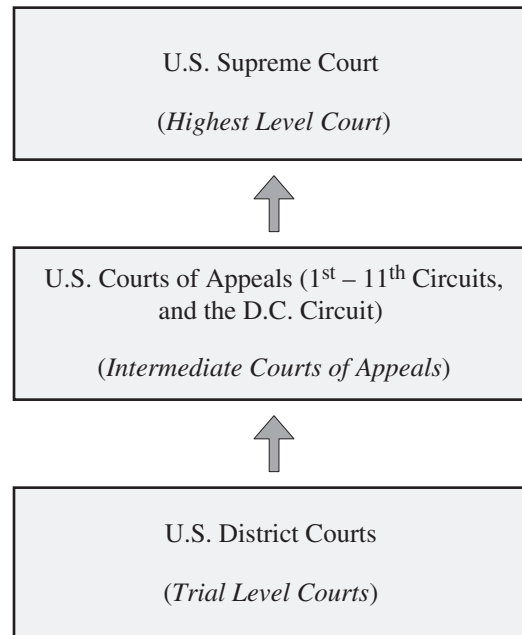 U.S. Supreme Court
(Highest Level Court)
U.S. Courts of Appeals (1st – 11th Circuits,
and the D.C. Circuit)
(Intermediate Courts of Appeals)
U.S. District Courts
(Trial Level Courts)